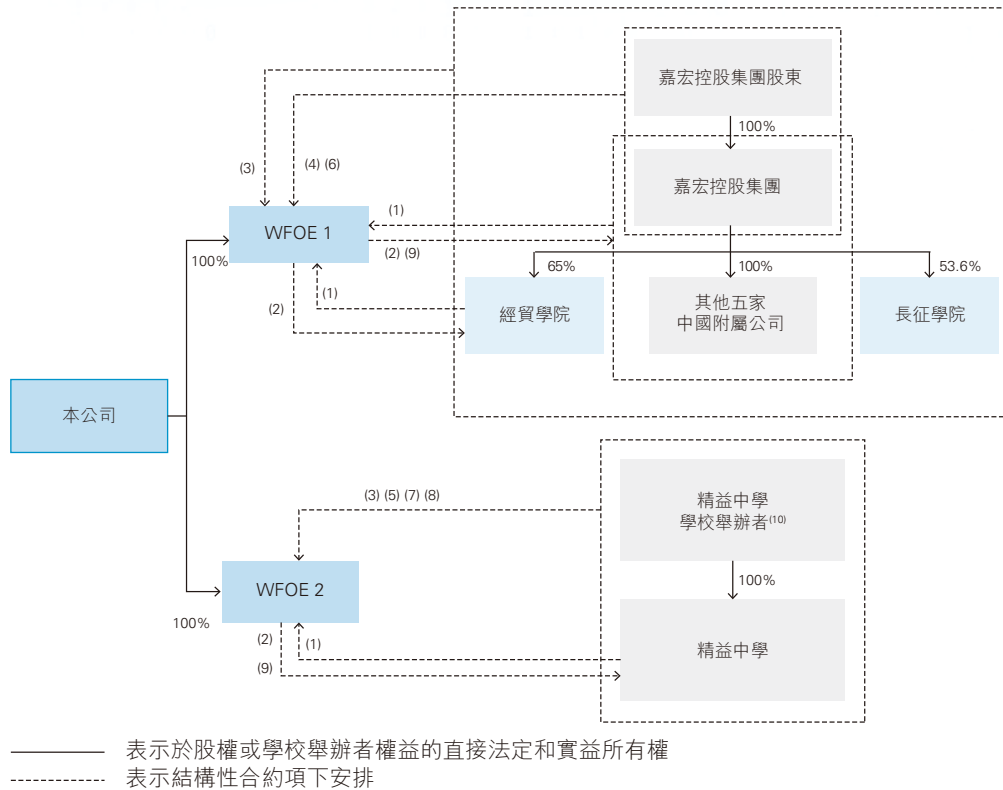 嘉宏控股集團股東
100%
(3)
(4) (6)
嘉宏控股集團
(1)
WFOE 1
100%
(2) (9)
65%
100%
53.6%
(2)
(1)
經貿學院
其他五家
中國附屬公司
長征學院
本公司
(3) (5) (7) (8)
精益中學
學校舉辦者(10)
WFOE 2
100%
100%
(2)
(1)
(9)
精益中學
表示於股權或學校舉辦者權益的直接法定和實益所有權
表示結構性合約項下安排